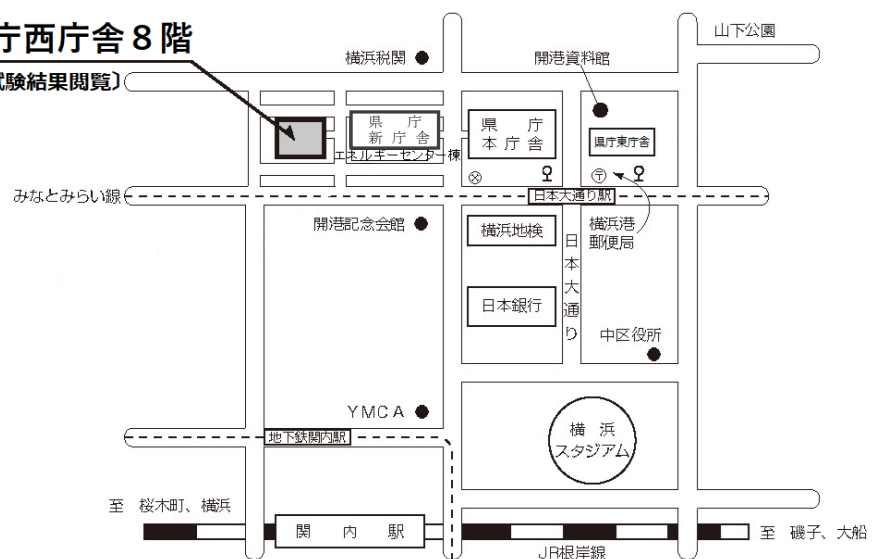 庁西庁舎８階
試験結果閲覧〕
山下公園
横浜税関
開港資料館
県庁
新庁舎
県庁
本庁舎
県庁東庁舎
エネルギーセンター棟
みなとみらい線
日本大通り駅
開港記念会館
横浜地検
横浜港
郵便局
日本大通り
日本銀行
中区役所
YMCA
地下鉄関内駅
横浜
スタジアム
至 桜木町、横浜
関内駅
至 磯子、大船
JR根岸線